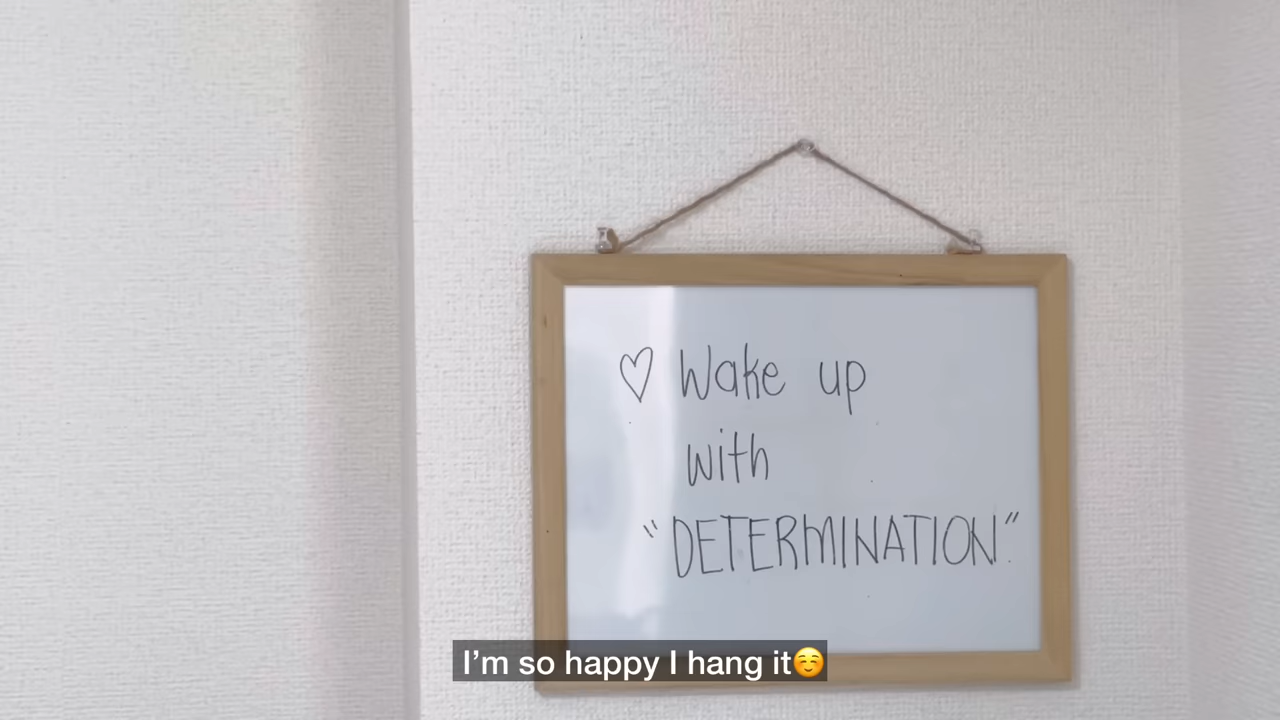 ♡ Wake up
with
"DETERMINATION".
I'm so happy I hang it☺️